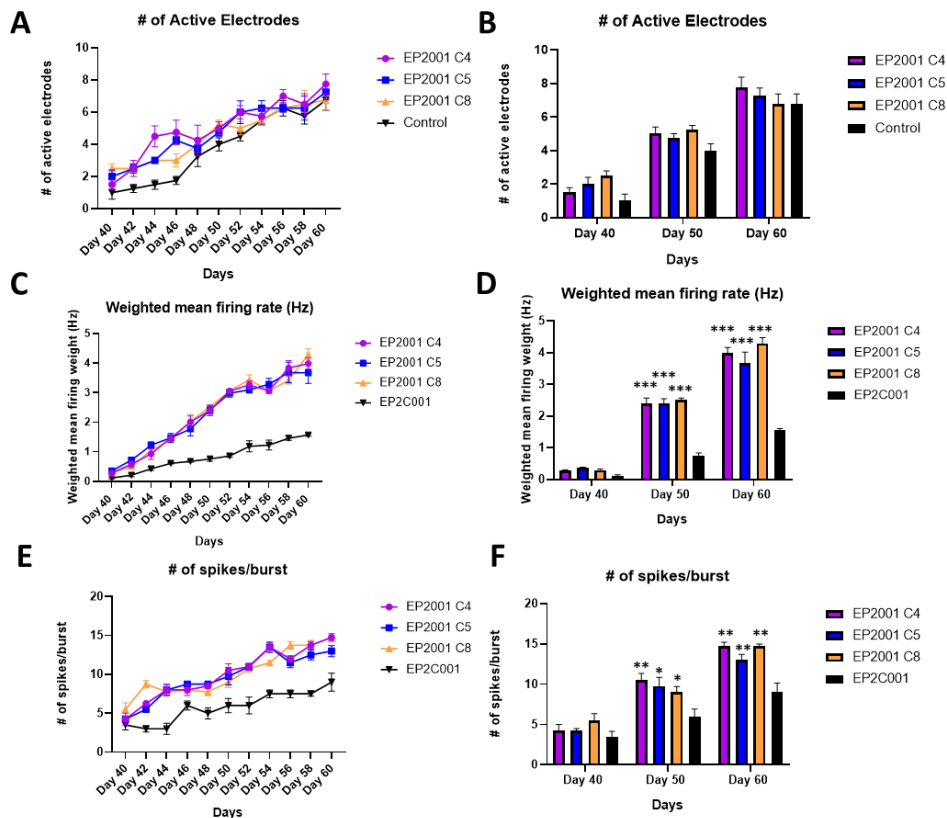 A
# of Active Electrodes
# of active electrodes
10
8
6
4
2
0
Day 40
Day 42
Day 44
Day 46
Day 48
Day 50
Day 52
Day 54
Day 56
Day 58
Day 60
Days
EP2001 C4
EP2001 C5
EP2001 C8
Control
B
# of Active Electrodes
# of active electrodes
10
8
6
4
2
0
Day 40
Day 50
Day 60
Days
EP2001 C4
EP2001 C5
EP2001 C8
Control
C
Weighted mean firing rate (Hz)
Weighted mean firing weight (Hz)
5
4
3
2
1
0
Day 40
Day 42
Day 44
Day 46
Day 48
Day 50
Day 52
Day 54
Day 56
Day 58
Day 60
Days
EP2001 C4
EP2001 C5
EP2001 C8
EP2C001
D
Weighted mean firing rate (Hz)
Weighted mean firing weight (Hz)
5
4
3
2
1
0
***
***
***
***
***
***
Day 40
Day 50
Day 60
Days
EP2001 C4
EP2001 C5
EP2001 C8
EP2C001
E
# of spikes/burst
# of spikes/burst
20
15
10
5
0
Day 40
Day 42
Day 44
Day 46
Day 48
Day 50
Day 52
Day 54
Day 56
Day 58
Day 60
Days
EP2001 C4
EP2001 C5
EP2001 C8
EP2C001
F
# of spikes/burst
# of spikes/burst
20
15
10
5
0
**
*
*
**
**
**
Day 40
Day 50
Day 60
Days
EP2001 C4
EP2001 C5
EP2001 C8
EP2C001